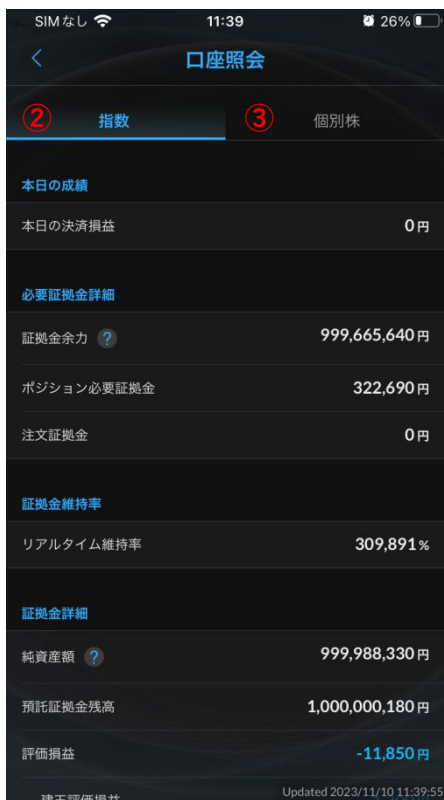 SIMなし 11:39 26%
口座照会
② 指数 ③ 個別株
本日の成績
本日の決済損益 0円
必要証拠金詳細
証拠金余力 ? 999,665,640円
ポジション必要証拠金 322,690円
注文証拠金 0円
証拠金維持率
リアルタイム維持率 309,891%
証拠金詳細
純資産額 ? 999,988,330円
預託証拠金残高 1,000,000,180円
評価損益 -11,850円
建玉評価損益
Updated 2023/11/10 11:39:55